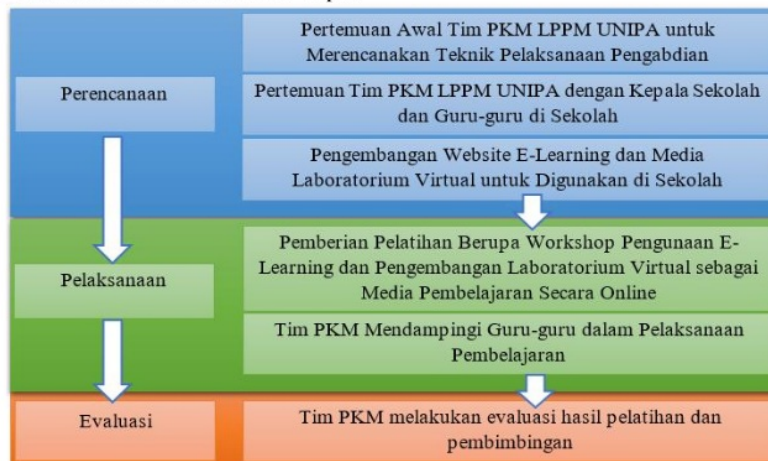 Perencanaan
Pertemuan Awal Tim PKM LPPM UNIPA untuk
Merencanakan Teknik Pelaksanaan Pengabdian
Pertemuan Tim PKM LPPM UNIPA dengan Kepala Sekolah
dan Guru-guru di Sekolah
Pengembangan Website E-Learning dan Media
Laboratorium Virtual untuk Digunakan di Sekolah
Pelaksanaan
Pemberian Pelatihan Berupa Workshop Pengunaan E-
Learning dan Pengembangan Laboratorium Virtual sebagai
Media Pembelajaran Secara Online
Tim PKM Mendampingi Guru-guru dalam Pelaksanaan
Pembelajaran
Evaluasi
Tim PKM melakukan evaluasi hasil pelatihan dan
pembimbingan